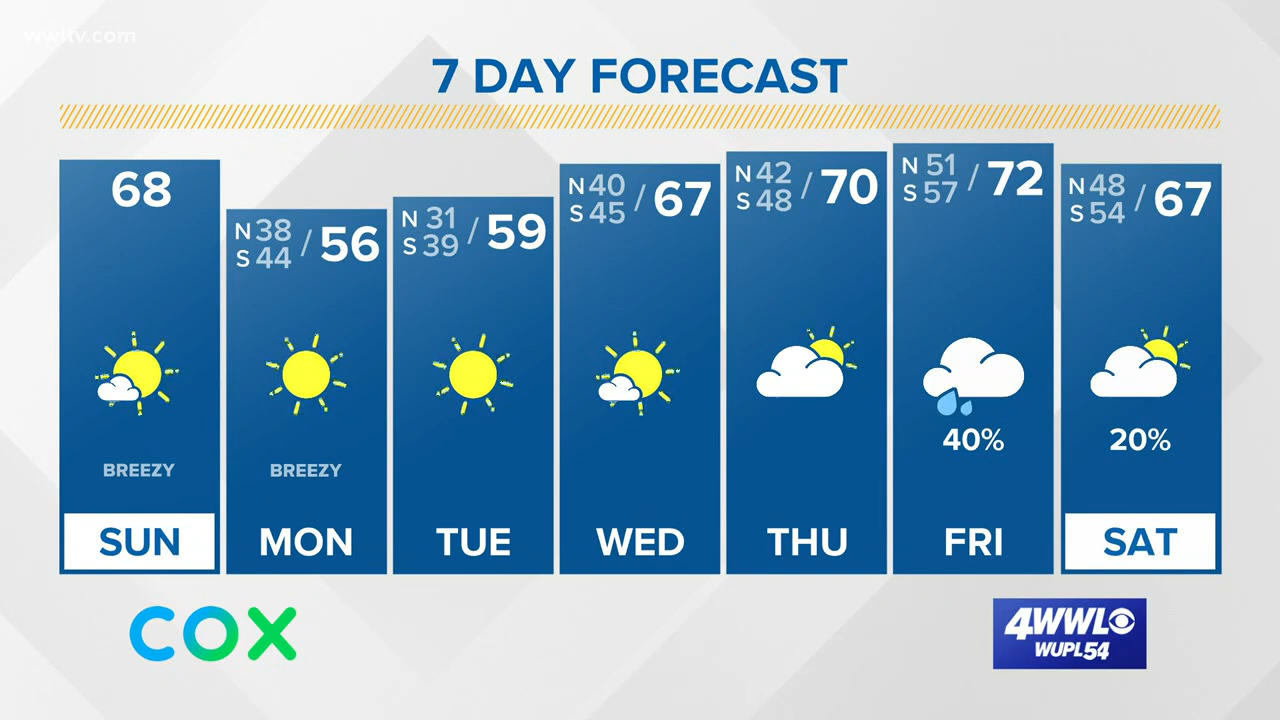 wwltv.com
7 DAY FORECAST
68
BREEZY
SUN
N 38
S 44 / 56
BREEZY
MON
N 31
S 39 / 59
TUE
N 40
S 45 / 67
WED
N 42
S 48 / 70
THU
N 51
S 57 / 72
40%
FRI
N 48
S 54 / 67
20%
SAT
COX
4WWL
WUPL54